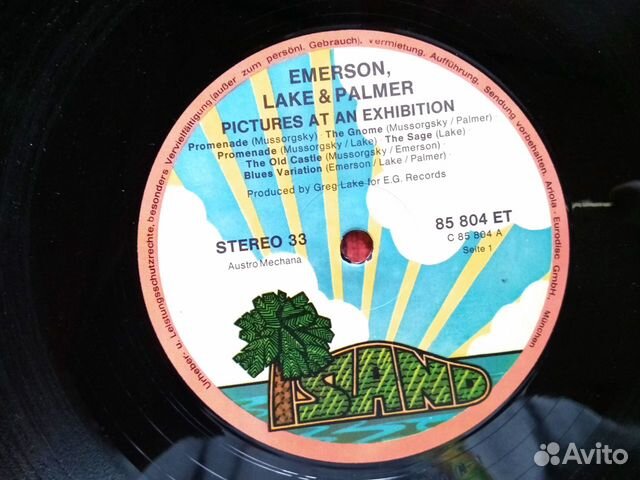 EMERSON,
LAKE & PALMER
PICTURES AT AN EXHIBITION
Promenade (Mussorgsky) · The Gnome (Mussorgsky / Palmer)
Promenade (Mussorgsky / Lake) · The Sage (Lake)
The Old Castle (Mussorgsky / Emerson) ·
Blues Variation (Emerson / Lake / Palmer) ·
Produced by Greg Lake for E.G. Records
STEREO 33
Austro Mechana
85 804 ET
C 85 804 A
Seite 1
ISLAND
Urheber- u. Leistungsschutzrechte, besonders Vervielfältigung (außer zum persönl. Gebrauch), Vermietung, Aufführung, Sendung vorbehalten. Ariola - Eurodisc GmbH, München
Avito